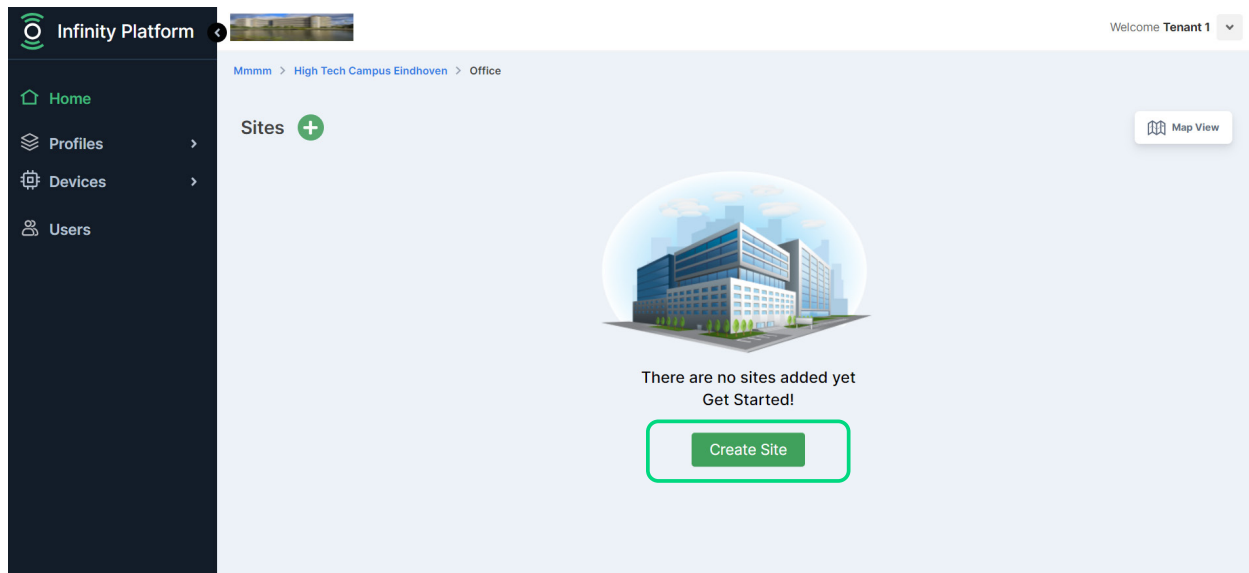 Infinity Platform
Welcome Tenant 1
Mmmm > High Tech Campus Eindhoven > Office
Home
Profiles
Devices
Users
Sites
Map View
There are no sites added yet
Get Started!
Create Site